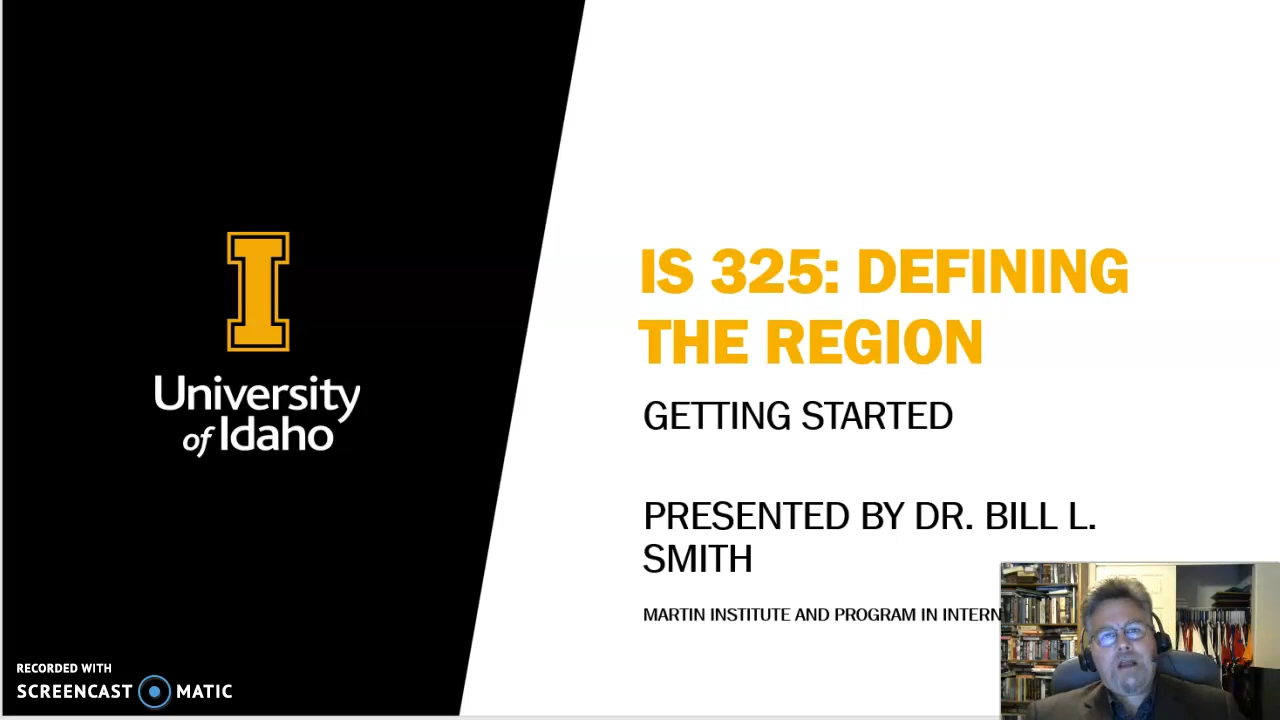 I
University
of Idaho
IS 325: DEFINING
THE REGION
GETTING STARTED
PRESENTED BY DR. BILL L.
SMITH
MARTIN INSTITUTE AND PROGRAM IN INTERN
RECORDED WITH
SCREENCAST MATIC